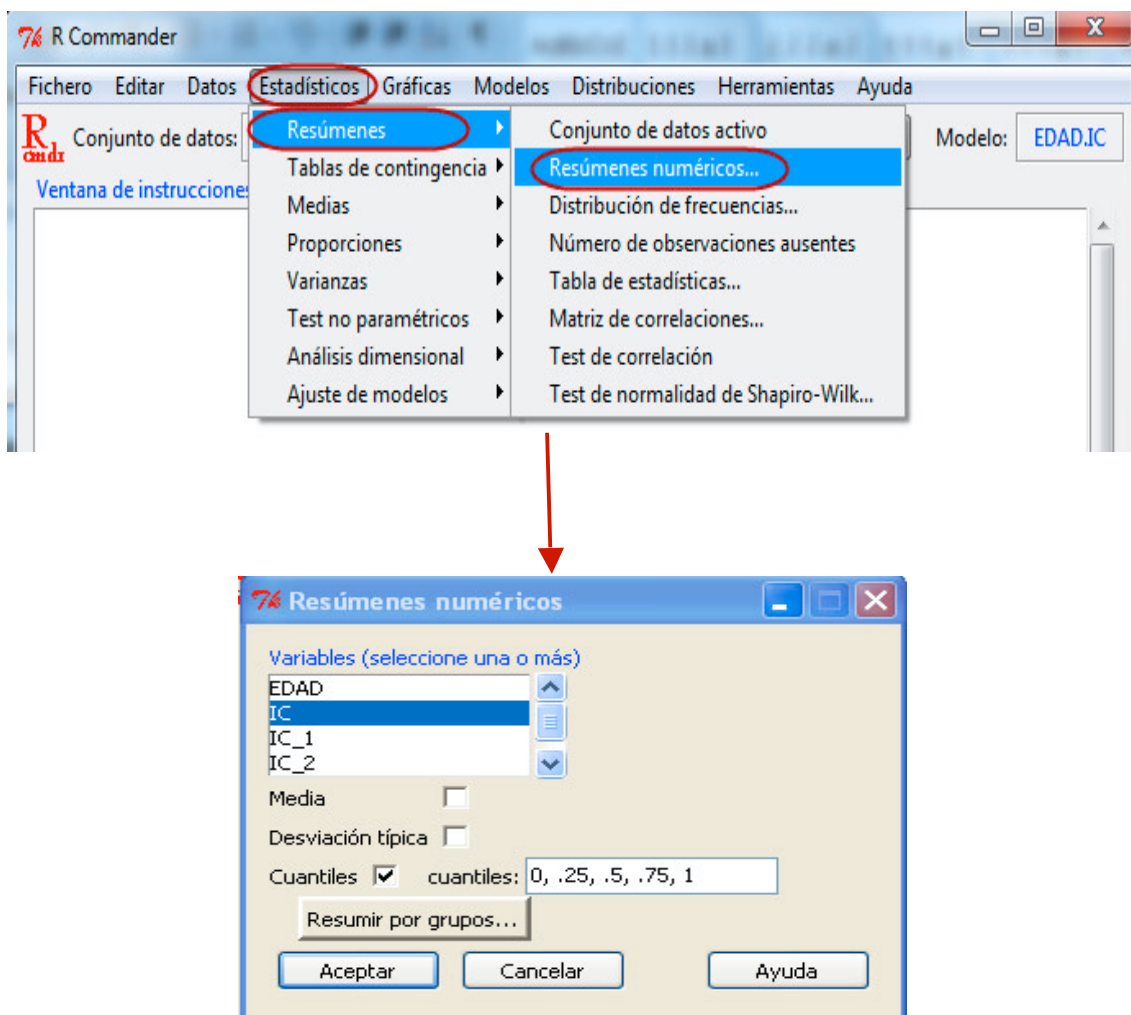 R Commander
Fichero Editar Datos Estadísticos Gráficas Modelos Distribuciones Herramientas Ayuda
R cmdr Conjunto de datos: Modelo: EDAD.IC
Ventana de instrucciones
Resúmenes
Tablas de contingencia
Medias
Proporciones
Varianzas
Test no paramétricos
Análisis dimensional
Ajuste de modelos
Conjunto de datos activo
Resúmenes numéricos...
Distribución de frecuencias...
Número de observaciones ausentes
Tabla de estadísticas...
Matriz de correlaciones...
Test de correlación
Test de normalidad de Shapiro-Wilk...
Resúmenes numéricos
Variables (seleccione una o más)
EDAD
IC
IC_1
IC_2
Media
Desviación típica
Cuantiles cuantiles: 0, .25, .5, .75, 1
Resumir por grupos...
Aceptar Cancelar Ayuda